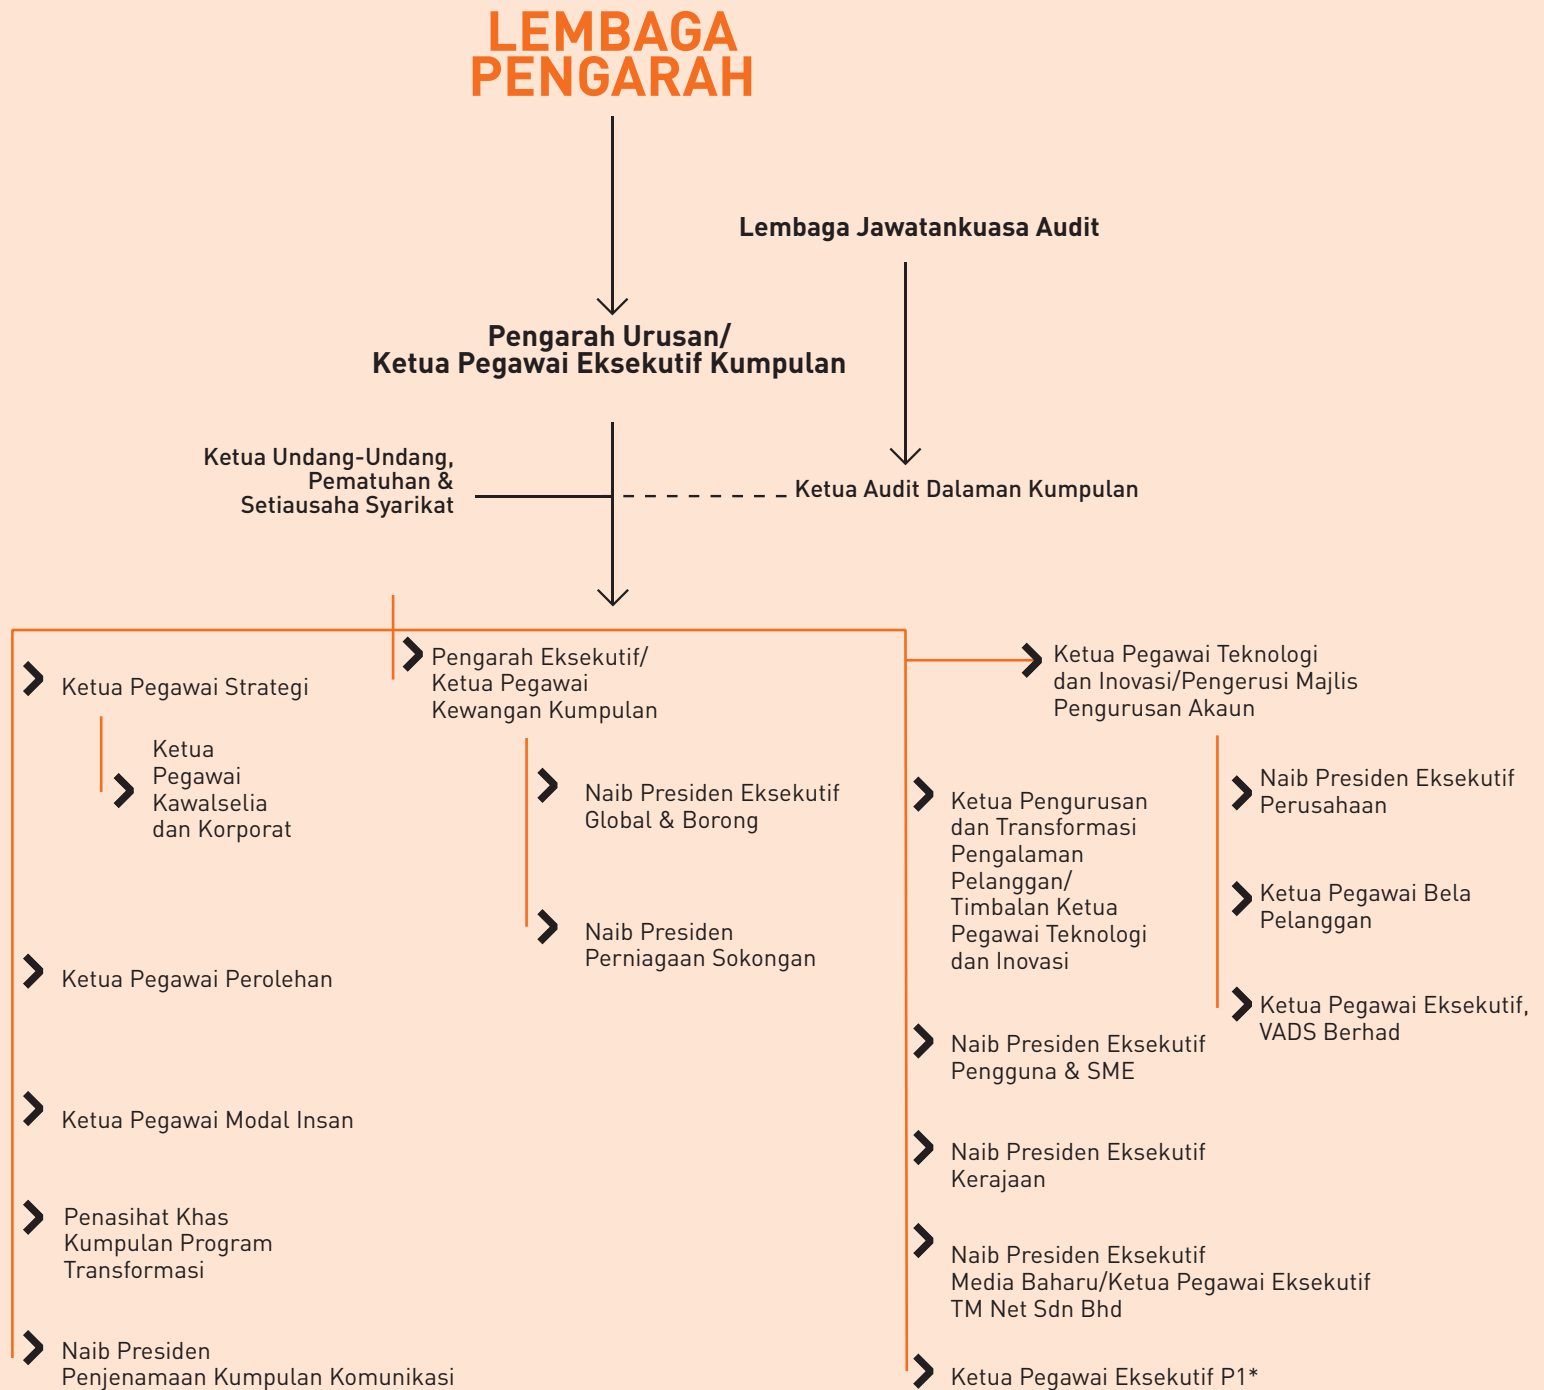 LEMBAGA
PENGARAH
Lembaga Jawatankuasa Audit
Pengarah Urusan/
Ketua Pegawai Eksekutif Kumpulan
Ketua Undang-Undang,
Pematuhan &
Setiausaha Syarikat
Ketua Audit Dalaman Kumpulan
Ketua Pegawai Strategi
Ketua
Pegawai
Kawalselia
dan Korporat
Ketua Pegawai Perolehan
Ketua Pegawai Modal Insan
Penasihat Khas
Kumpulan Program
Transformasi
Naib Presiden
Penjenamaan Kumpulan Komunikasi
Pengarah Eksekutif/
Ketua Pegawai
Kewangan Kumpulan
Naib Presiden Eksekutif
Global & Borong
Naib Presiden
Perniagaan Sokongan
Ketua Pegawai Teknologi
dan Inovasi/Pengerusi Majlis
Pengurusan Akaun
Naib Presiden Eksekutif
Perusahaan
Ketua Pegawai Bela
Pelanggan
Ketua Pegawai Eksekutif,
VADS Berhad
Ketua Pengurusan
dan Transformasi
Pengalaman
Pelanggan/
Timbalan Ketua
Pegawai Teknologi
dan Inovasi
Naib Presiden Eksekutif
Pengguna & SME
Naib Presiden Eksekutif
Kerajaan
Naib Presiden Eksekutif
Media Baharu/Ketua Pegawai Eksekutif
TM Net Sdn Bhd
Ketua Pegawai Eksekutif P1*